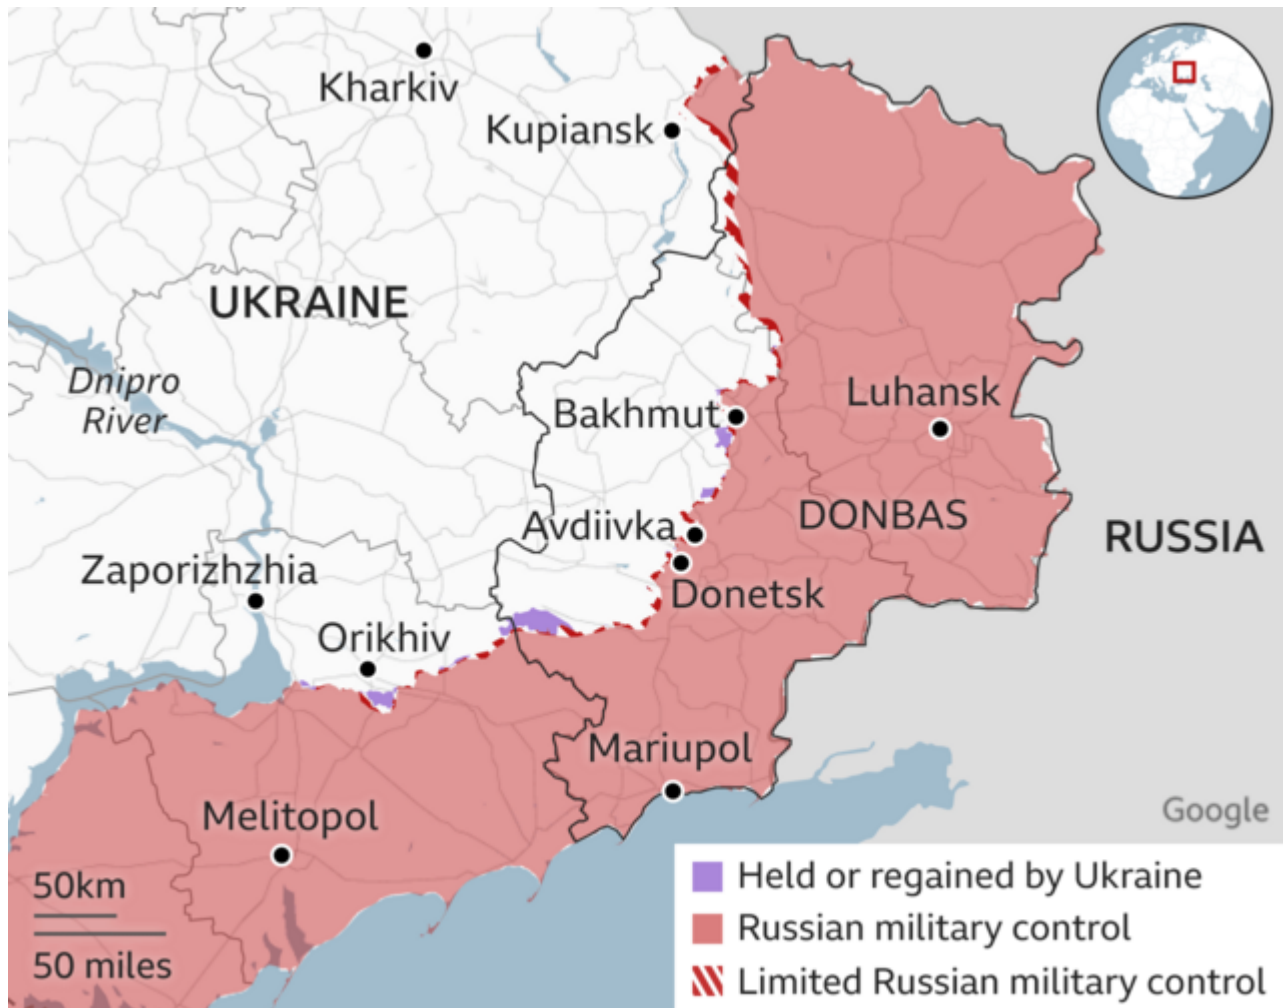 Kharkiv
Kupiansk
UKRAINE
Dnipro
River
Bakhmut
Luhansk
Avdiivka
DONBAS
RUSSIA
Zaporizhzhia
Donetsk
Orikhiv
Mariupol
Melitopol
Google
50km
50 miles
Held or regained by Ukraine
Russian military control
Limited Russian military control